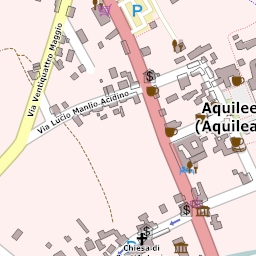 P
Via Ventiquattro Maggio
Via Lucio Manlio Acidino
$
Aquilee
(Aquilea
$
$
Chiesa di